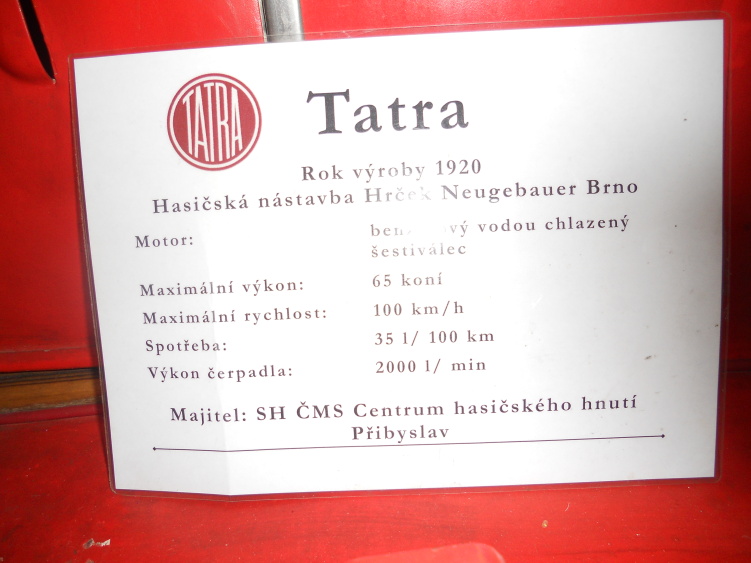 TATRA
Tatra
Rok výroby 1920
Hasičská nástavba Hrček Neugebauer Brno
Motor: vodou chlazený
šestiválec
Maximální výkon: 65 koní
Maximální rychlost: 100 km/h
Spotřeba: 35 l/ 100 km
Výkon čerpadla: 2000 l/ min
Majitel: SH ČMS Centrum hasičského hnutí
Přibyslav